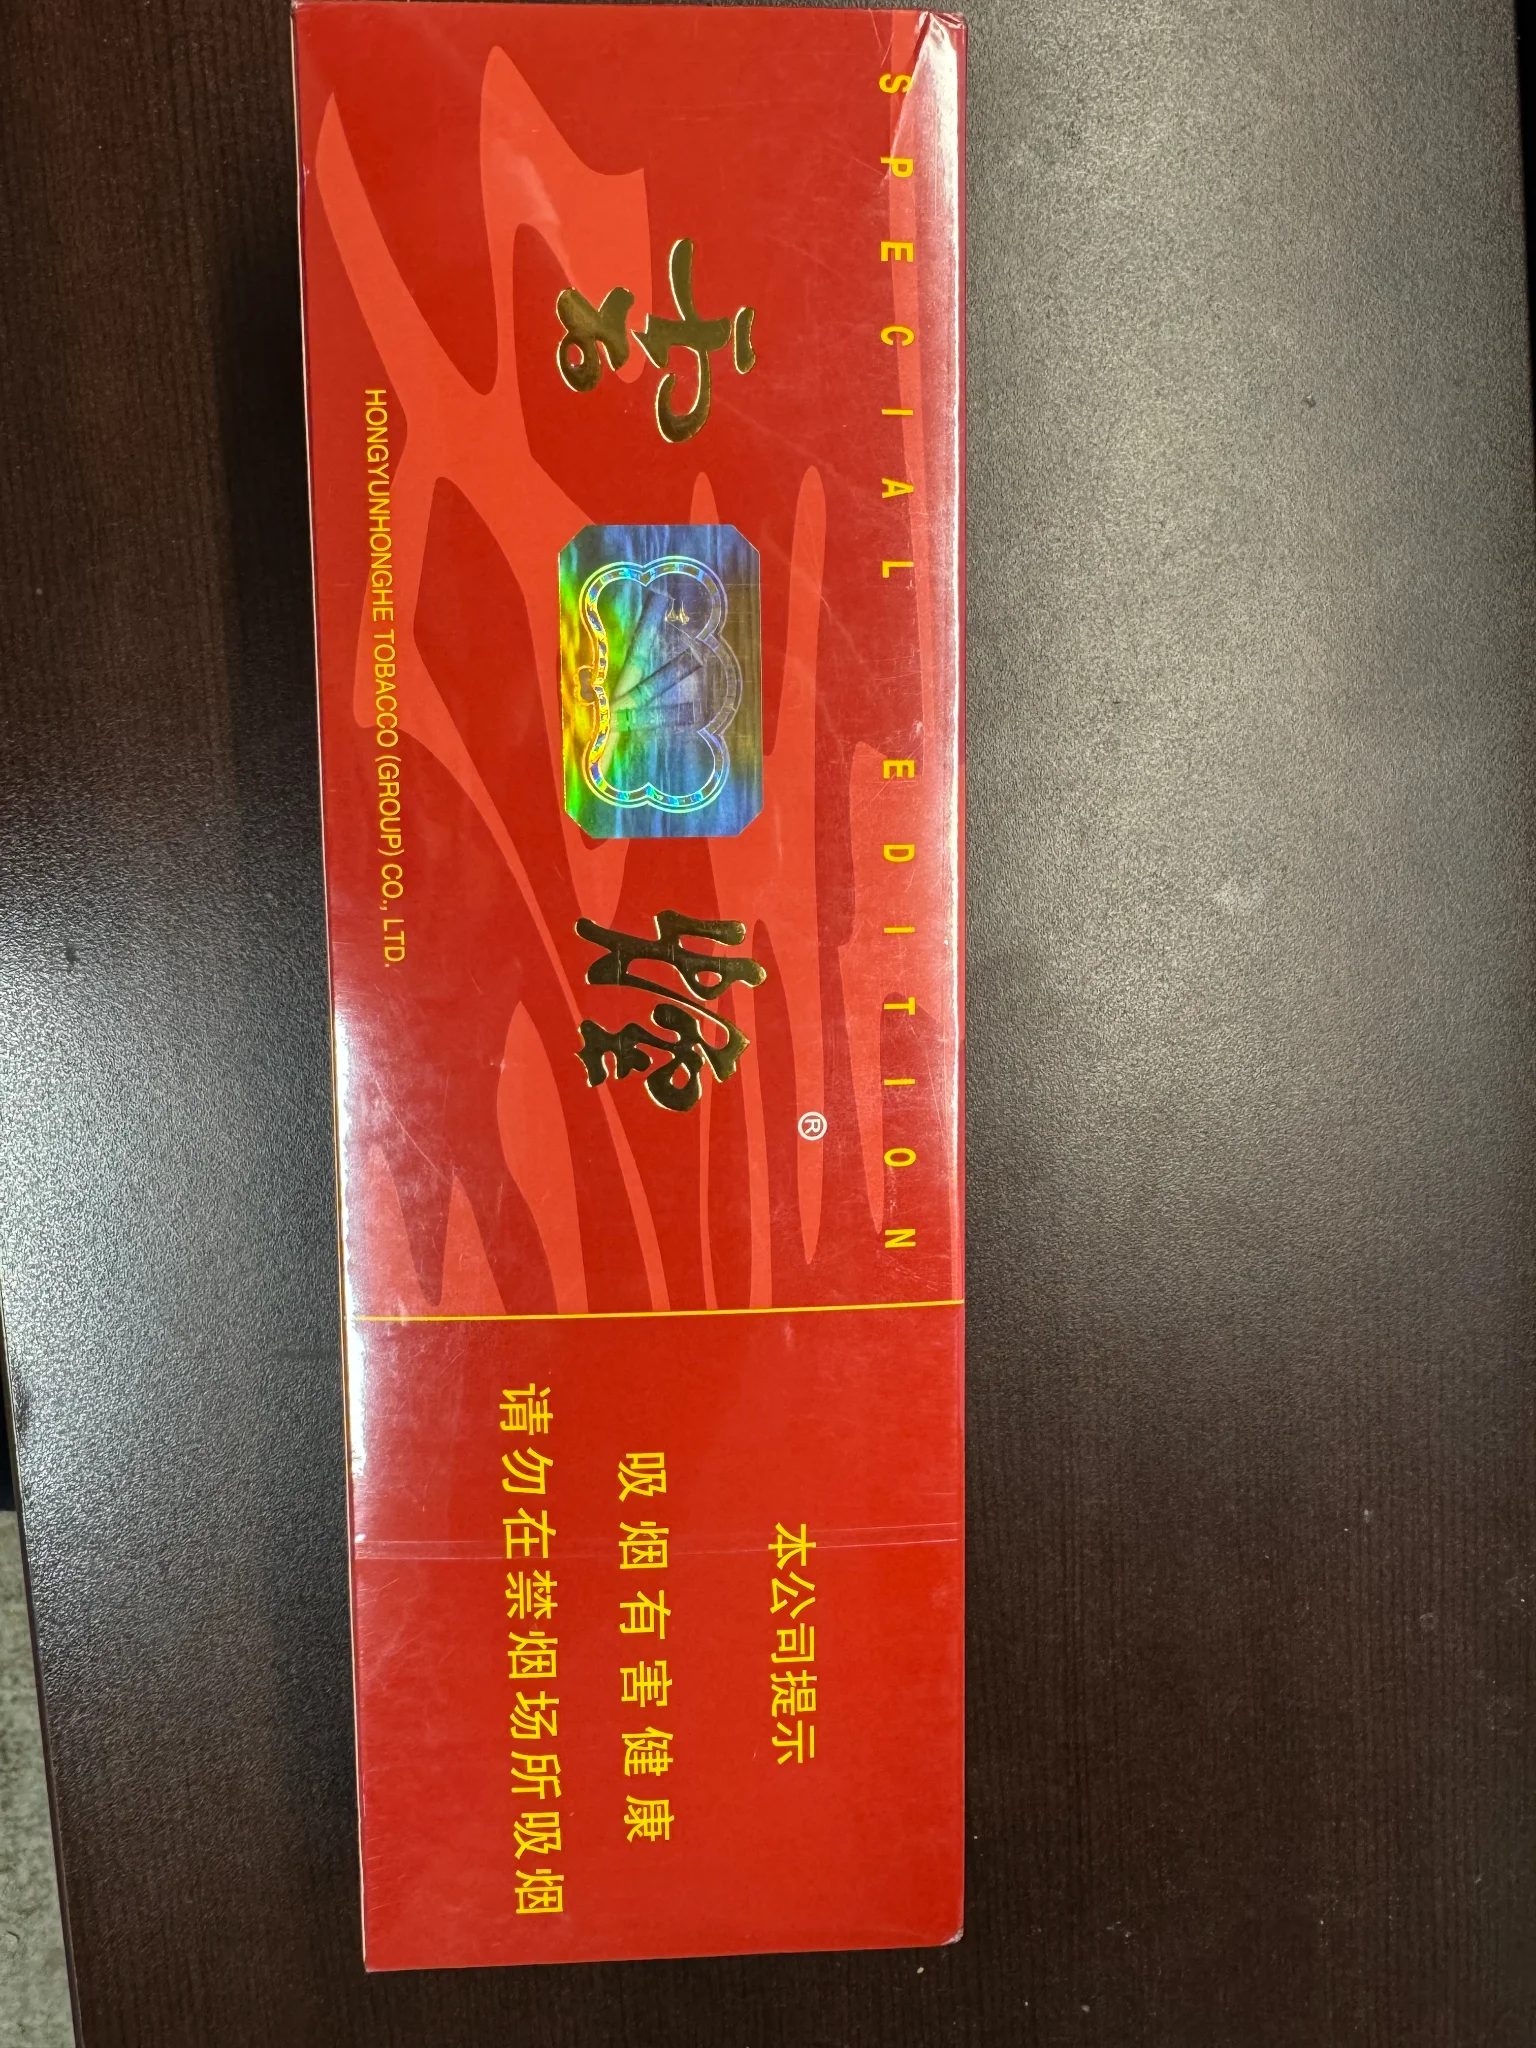 SPECIAL EDITION
云烟®
HONGYUNHONGHE TOBACCO (GROUP) CO., LTD.
本公司提示
吸烟有害健康
请勿在禁烟场所吸烟